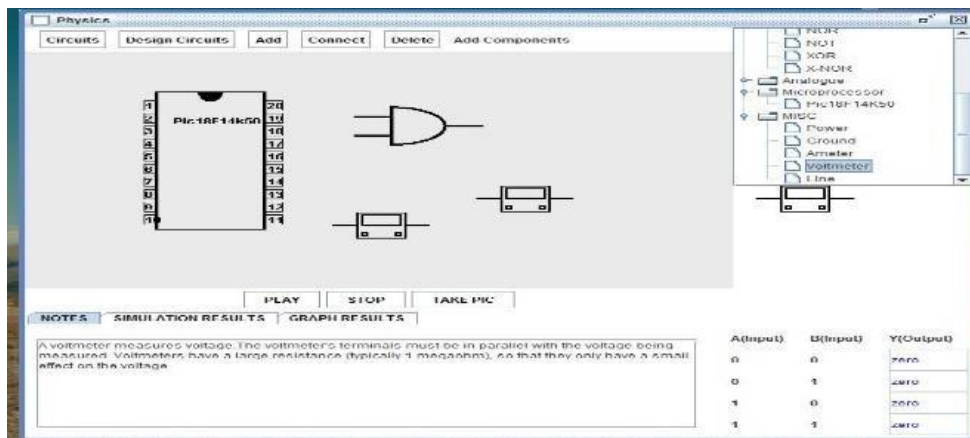 Physics
Circuits Design Circuits Add Connect Delete Add Components
NOR
NOT
XOR
X-NOR
Analogue
Microprocessor
Pic18F14K50
MISC
Power
Ground
Ameter
voltmeter
Line
Pic18F14k50
1 20
2 19
3 18
4 17
5 16
6 15
7 14
8 13
9 12
10 11
PLAY STOP TAKE PIC
NOTES SIMULATION RESULTS GRAPH RESULTS
A voltmeter measures voltage.The voltmeter's terminals must be in parallel with the voltage being
measured. Voltmeters have a large resistance (typically 1 megaohm), so that they only have a small
effect on the voltage
A(Input) B(Input) Y(Output)
0 0 zero
0 1 zero
1 0 zero
1 1 zero